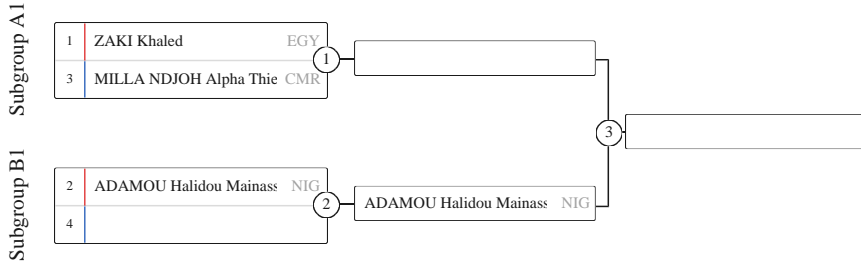 Subgroup A1
1 ZAKI Khaled EGY
3 MILLA NDJOH Alpha Thie CMR
1
3
Subgroup B1
2 ADAMOU Halidou Mainass NIG
4
2
ADAMOU Halidou Mainass NIG